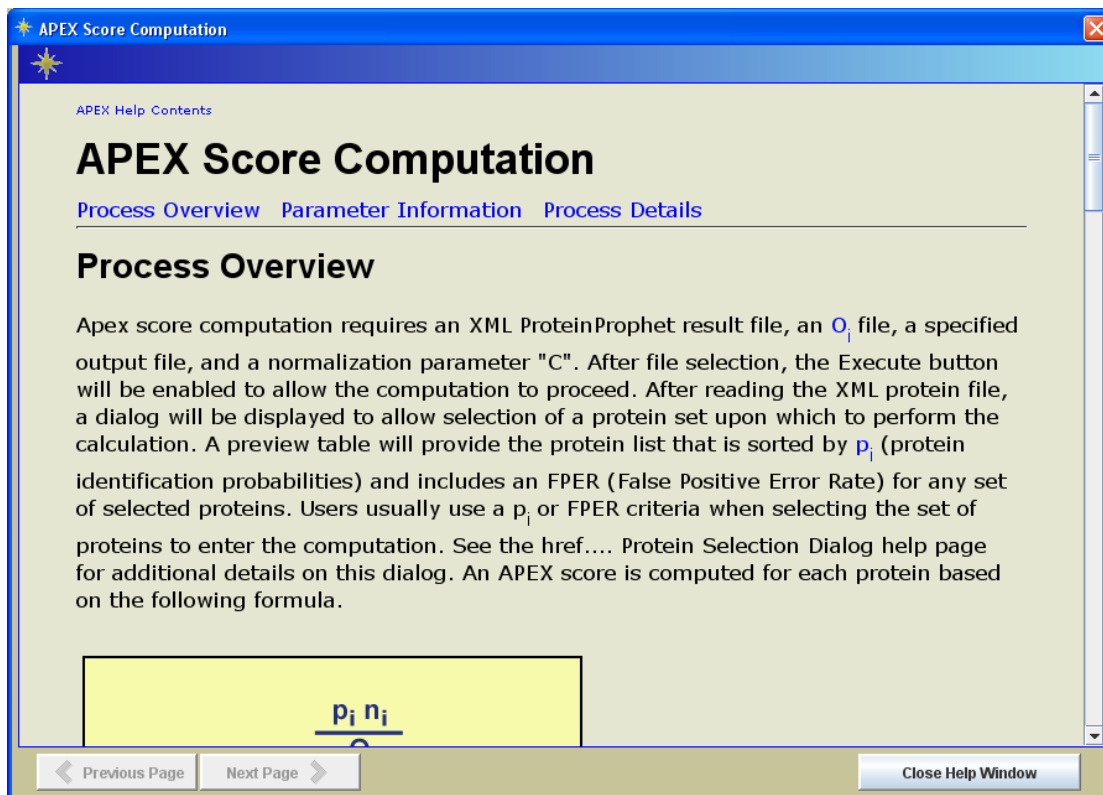 APEX Score Computation
APEX Help Contents
APEX Score Computation
Process Overview Parameter Information Process Details
Process Overview
Apex score computation requires an XML ProteinProphet result file, an Oi file, a specified
output file, and a normalization parameter "C". After file selection, the Execute button
will be enabled to allow the computation to proceed. After reading the XML protein file,
a dialog will be displayed to allow selection of a protein set upon which to perform the
calculation. A preview table will provide the protein list that is sorted by pi (protein
identification probabilities) and includes an FPER (False Positive Error Rate) for any set
of selected proteins. Users usually use a pi or FPER criteria when selecting the set of
proteins to enter the computation. See the href.... Protein Selection Dialog help page
for additional details on this dialog. An APEX score is computed for each protein based
on the following formula.
pi ni
Previous Page Next Page Close Help Window